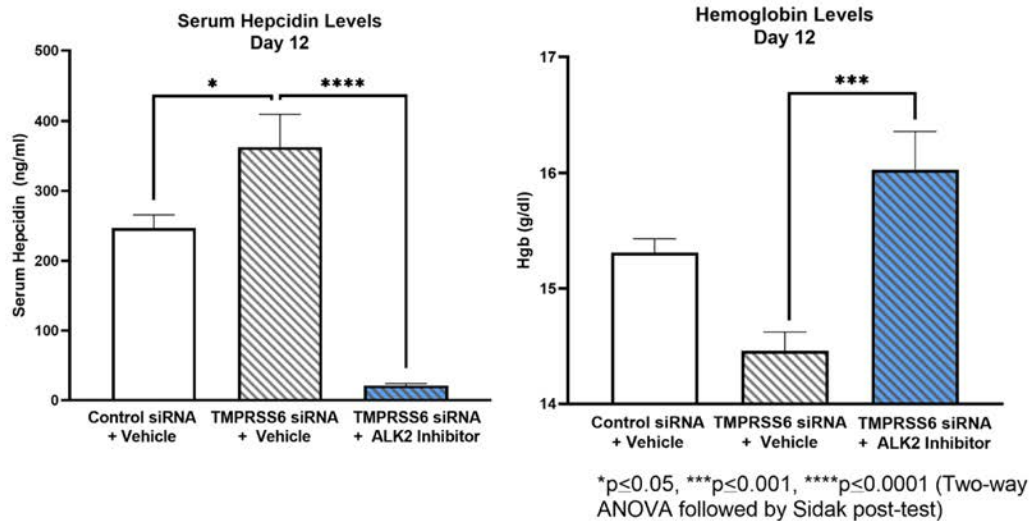 Serum Hepcidin Levels
Day 12
Serum Hepcidin (ng/ml)
500
400
300
200
100
0
*
****
Control siRNA
+ Vehicle
TMPRSS6 siRNA
+ Vehicle
TMPRSS6 siRNA
+ ALK2 Inhibitor
Hemoglobin Levels
Day 12
Hgb (g/dl)
17
16
15
14
***
Control siRNA
+ Vehicle
TMPRSS6 siRNA
+ Vehicle
TMPRSS6 siRNA
+ ALK2 Inhibitor
*p≤0.05, ***p≤0.001, ****p≤0.0001 (Two-way
ANOVA followed by Sidak post-test)